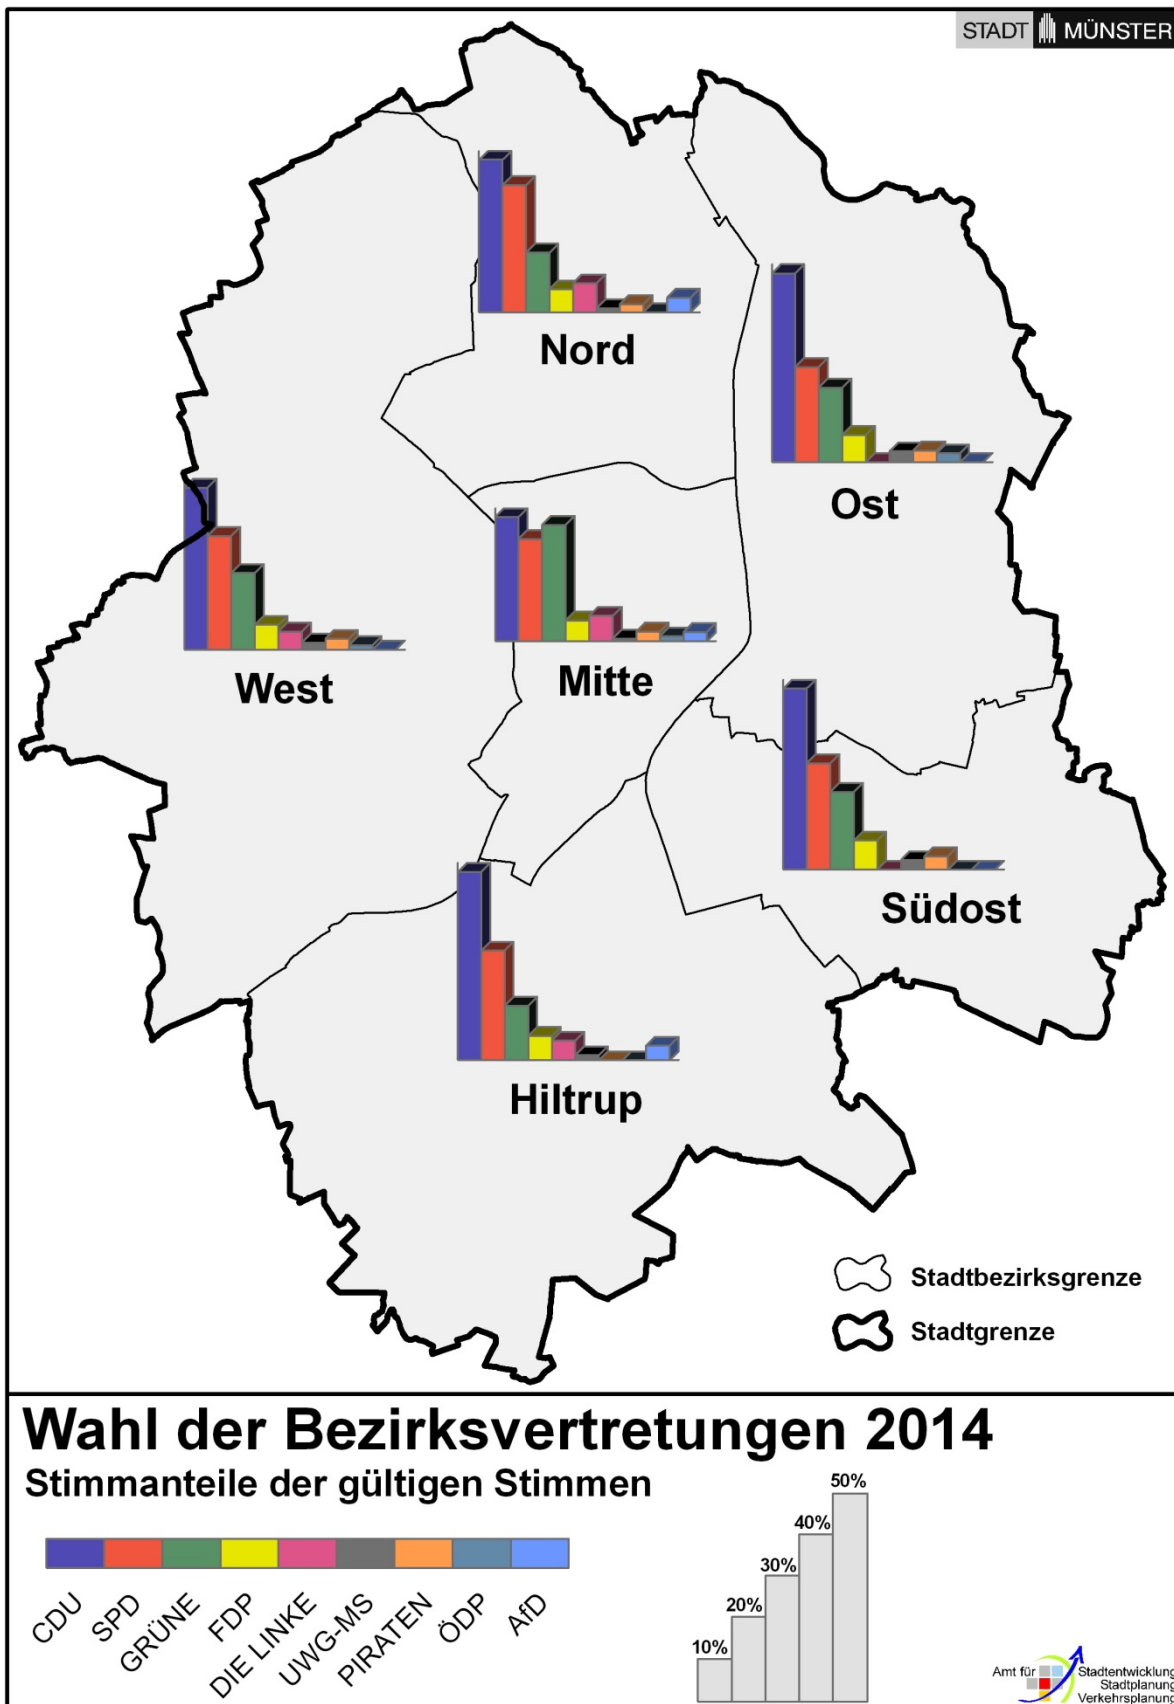 STADT MÜNSTER
Nord
Ost
West
Mitte
Südost
Hiltrup
Stadtbezirksgrenze
Stadtgrenze
Wahl der Bezirksvertretungen 2014
Stimmanteile der gültigen Stimmen
CDU
SPD
GRÜNE
FDP
DIE LINKE
UWG-MS
PIRATEN
ÖDP
AfD
10%
20%
30%
40%
50%
Amt für Stadtentwicklung
Stadtplanung
Verkehrsplanung